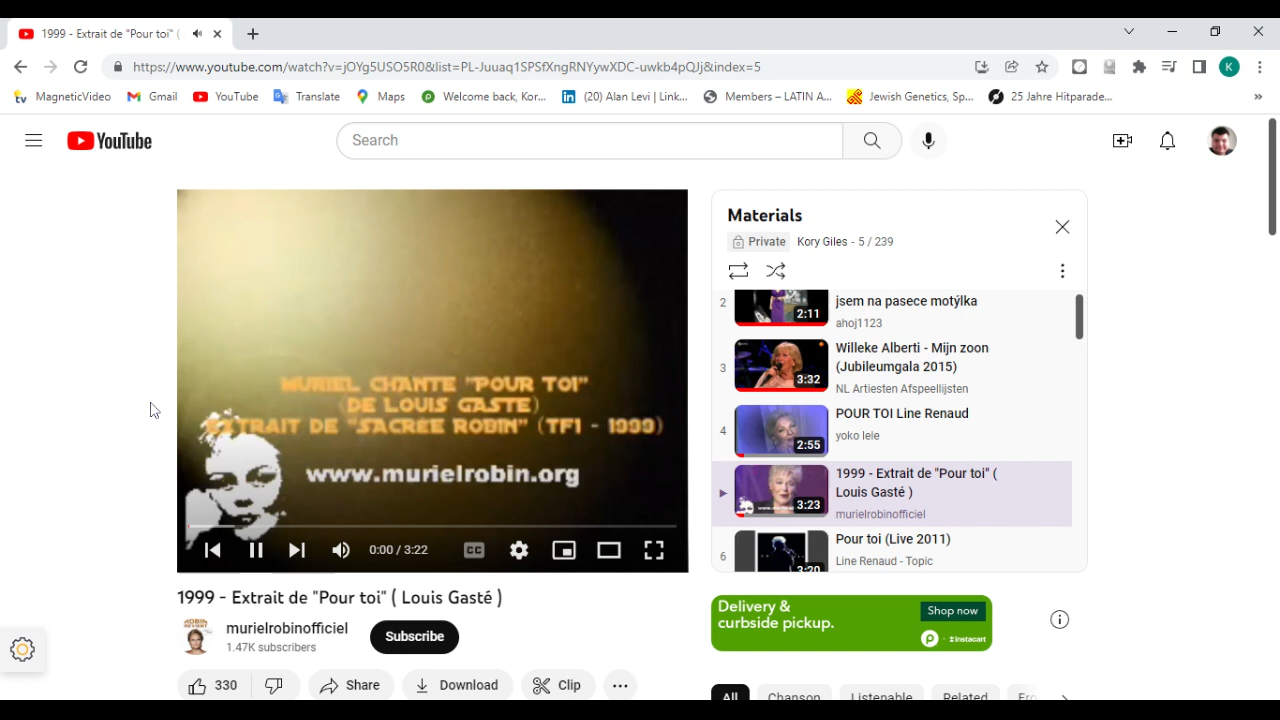 1999 - Extrait de "Pour toi" (
https://www.youtube.com/watch?v=jOYg5USO5R0&list=PL-Juuaq1SPSfXngRNYywXDC-uwkb4pQJj&index=5
K
MagneticVideo
Gmail
YouTube
Translate
Maps
Welcome back, Kor...
(20) Alan Levi | Link...
Members – LATIN A...
Jewish Genetics, Sp...
25 Jahre Hitparade...
»
YouTube
Search
MURIEL CHANTE "POUR TOI"
(DE LOUIS GASTE)
EXTRAIT DE "SACREE ROBIN" (TF1 - 1999)
www.murielrobin.org
CC
0:00 / 3:22
1999 - Extrait de "Pour toi" ( Louis Gasté )
murielrobinofficiel
1.47K subscribers
Subscribe
330
Share
Download
Clip
Materials
Private
Kory Giles - 5 / 239
2
2:11
jsem na pasece motýlka
ahoj1123
3
3:32
Willeke Alberti - Mijn zoon
(Jubileumgala 2015)
NL Artiesten Afspeellijsten
4
2:55
POUR TOI Line Renaud
yoko lele
3:23
1999 - Extrait de "Pour toi" (
Louis Gasté )
murielrobinofficiel
6
3:20
Pour toi (Live 2011)
Line Renaud - Topic
Delivery &
curbside pickup.
Shop now
instacart
All
Chanson
Listenable
Related